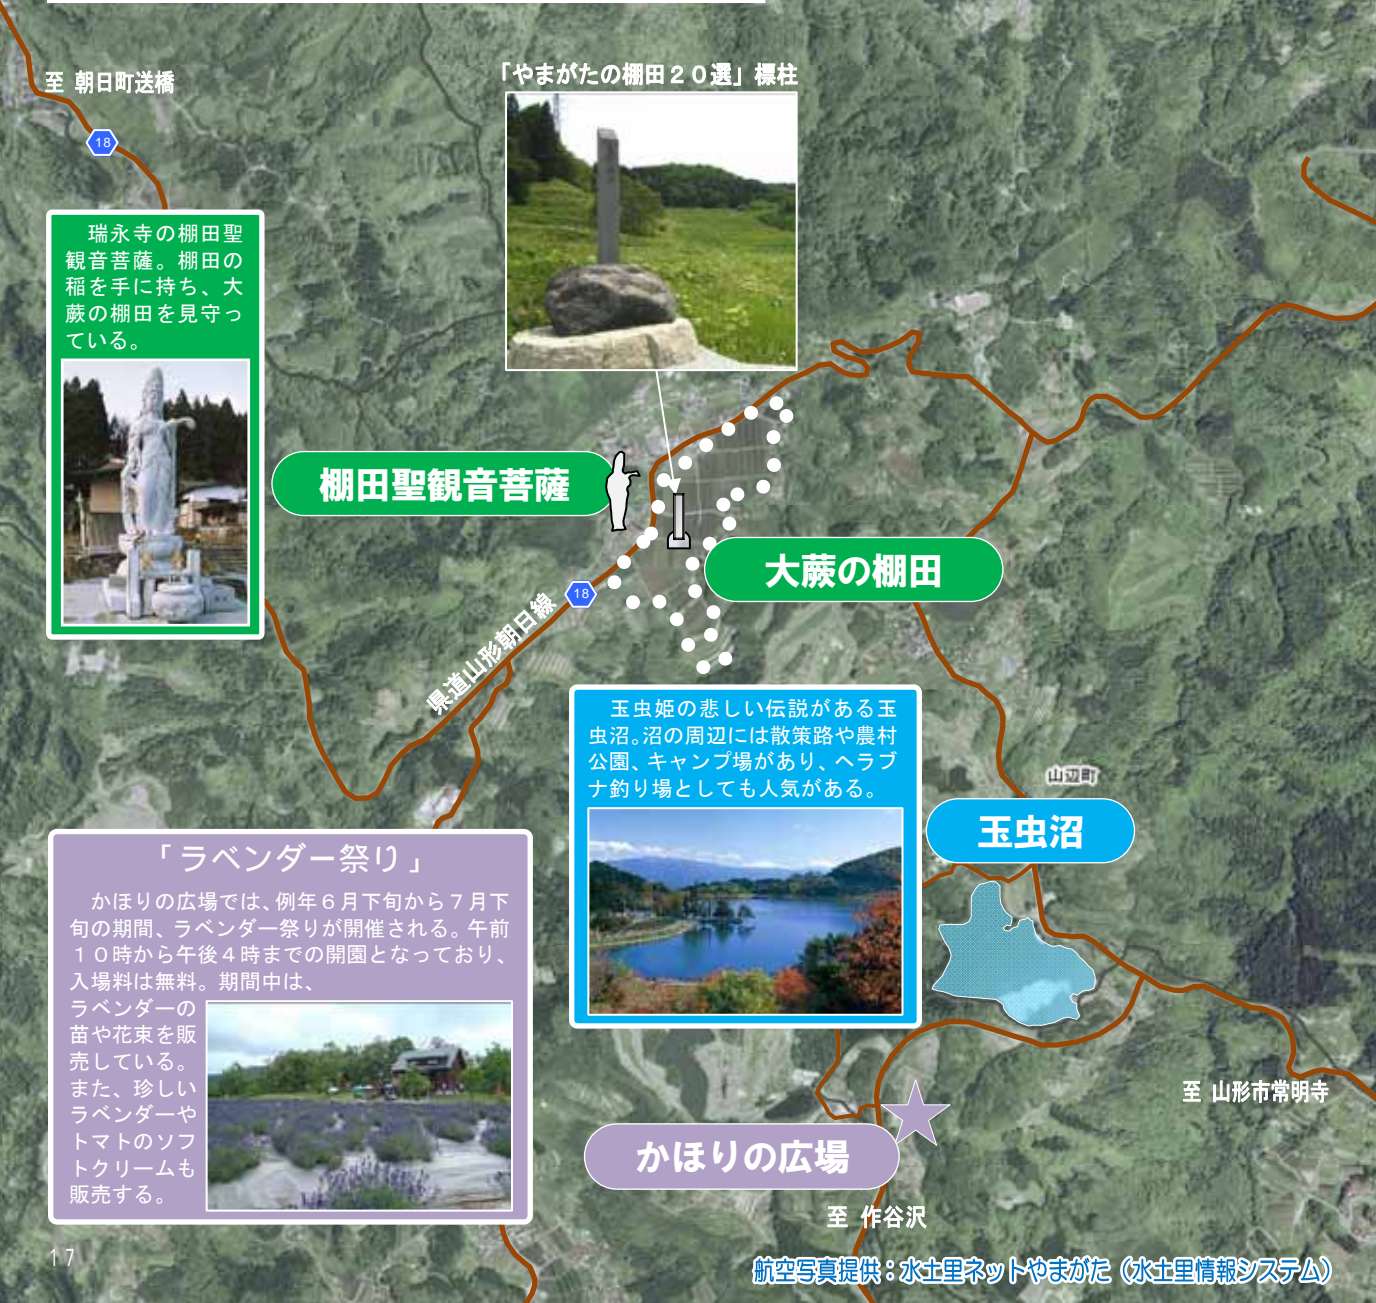 至 朝日町送橋
18
「やまがたの棚田２０選」標柱
瑞永寺の棚田聖
観音菩薩。棚田の
稲を手に持ち、大
蕨の棚田を見守っ
ている。
棚田聖観音菩薩
大蕨の棚田
18
県道山形朝日線
玉虫姫の悲しい伝説がある玉
虫沼。沼の周辺には散策路や農村
公園、キャンプ場があり、ヘラブ
ナ釣り場としても人気がある。
山辺町
玉虫沼
「ラベンダー祭り」
かほりの広場では、例年６月下旬から７月下
旬の期間、ラベンダー祭りが開催される。午前
１０時から午後４時までの開園となっており、
入場料は無料。期間中は、
ラベンダーの
苗や花束を販
売している。
また、珍しい
ラベンダーや
トマトのソフ
トクリームも
販売する。
至 山形市常明寺
かほりの広場
至 作谷沢
17
航空写真提供：水土里ネットやまがた（水土里情報システム）